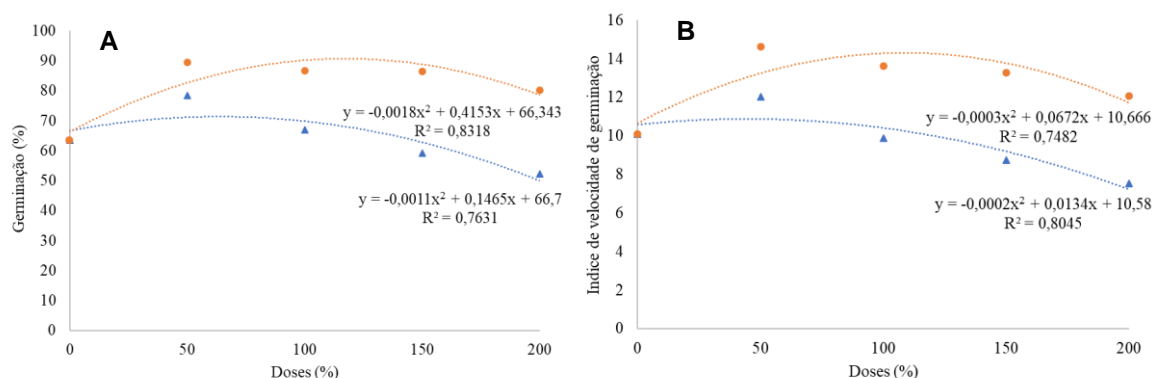 A
Germinação (%)
100
90
80
70
60
50
40
30
20
10
0
y = -0,0018x² + 0,4153x + 66,343
R² = 0,8318
y = -0,0011x² + 0,1465x + 66,7
R² = 0,7631
0 50 100 150 200
Doses (%)
B
Indice de velocidade de germinação
16
14
12
10
8
6
4
2
0
y = -0,0003x² + 0,0672x + 10,666
R² = 0,7482
y = -0,0002x² + 0,0134x + 10,58
R² = 0,8045
0 50 100 150 200
Doses (%)